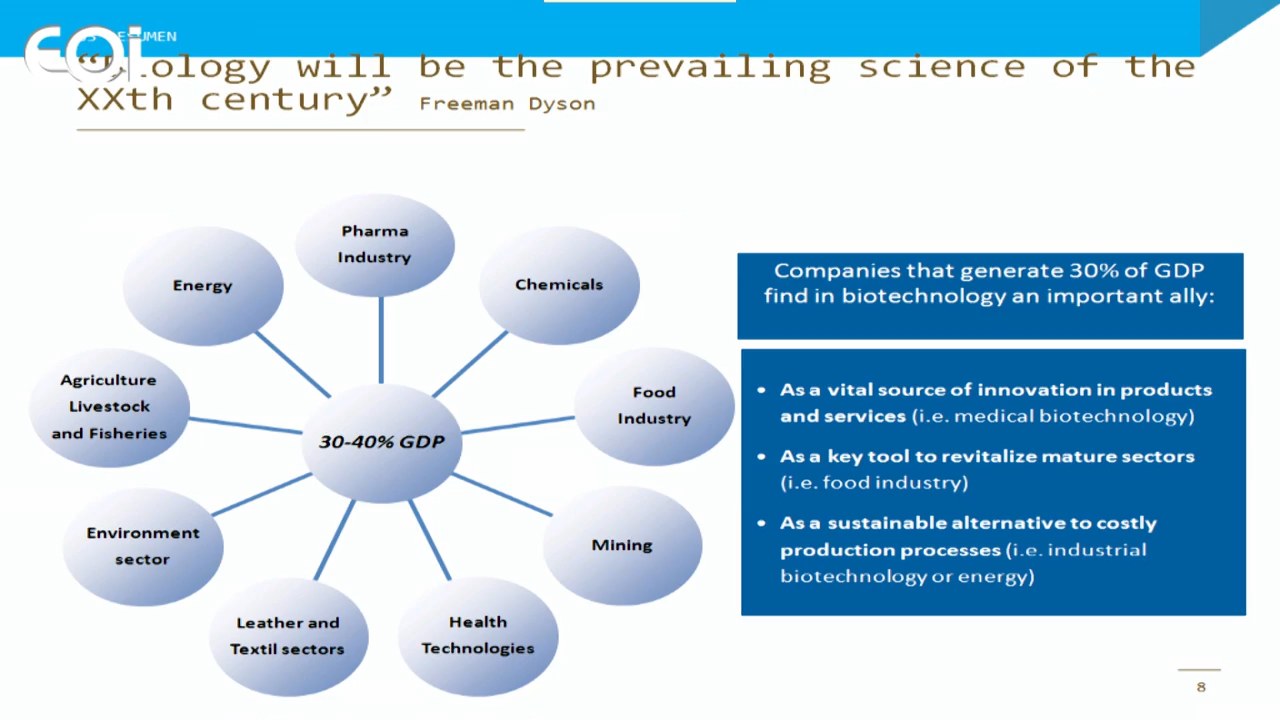 EOi
“Biology will be the prevailing science of the
XXth century” Freeman Dyson
Pharma
Industry
Energy
Chemicals
Agriculture
Livestock
and Fisheries
Food
Industry
30-40% GDP
Environment
sector
Mining
Leather and
Textil sectors
Health
Technologies
Companies that generate 30% of GDP
find in biotechnology an important ally:
• As a vital source of innovation in products
and services (i.e. medical biotechnology)
• As a key tool to revitalize mature sectors
(i.e. food industry)
• As a sustainable alternative to costly
production processes (i.e. industrial
biotechnology or energy)
8